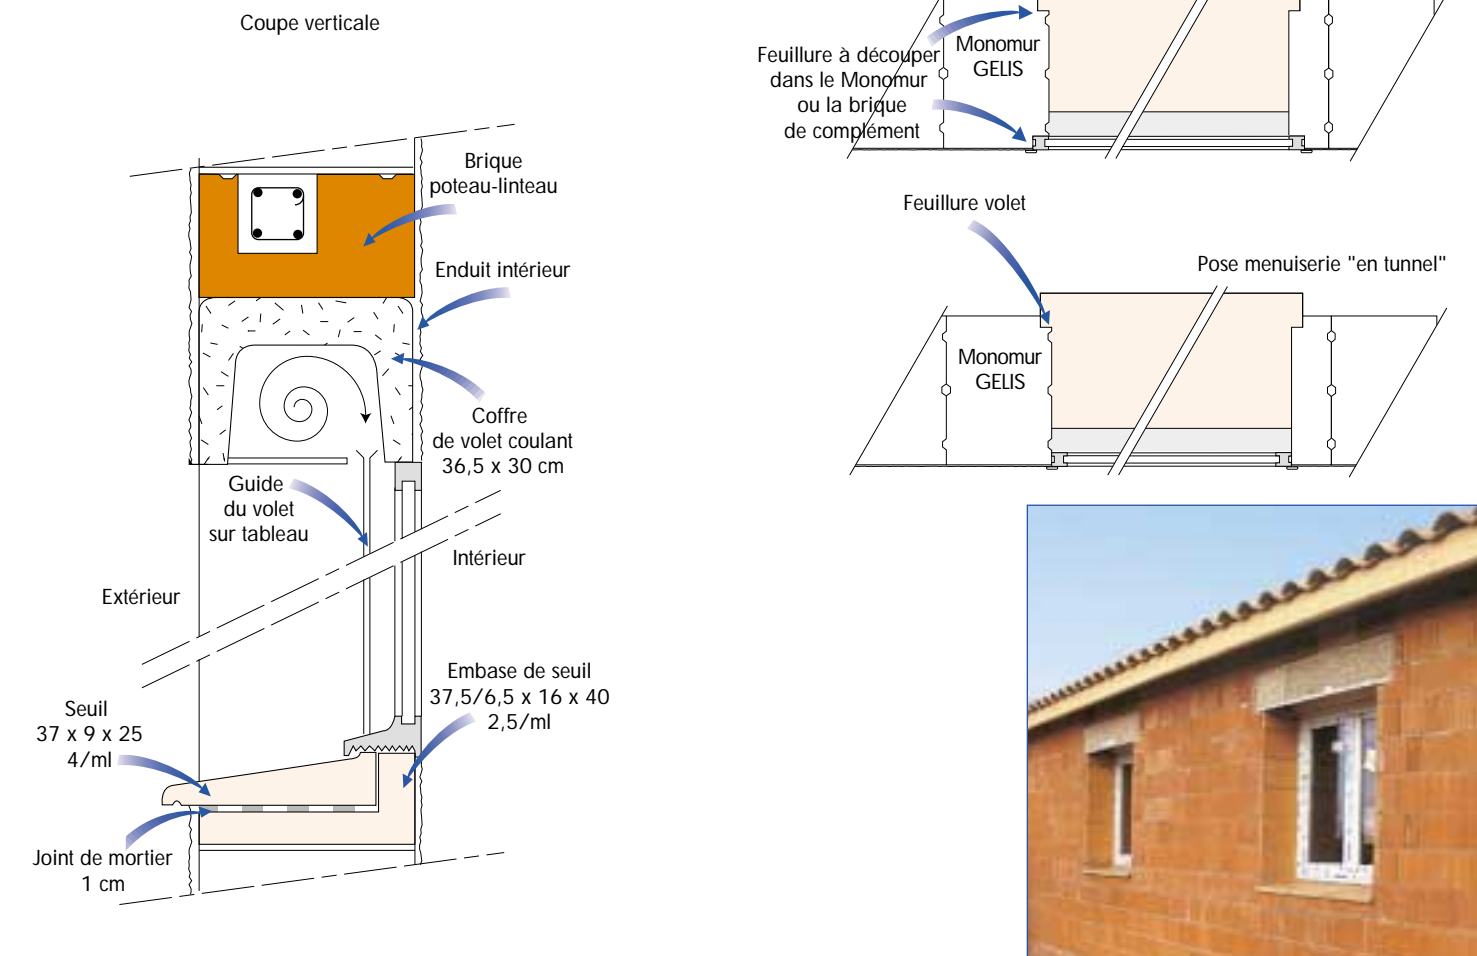 Coupe verticale
Brique
poteau-linteau
Enduit intérieur
Coffre
de volet coulant
36,5 x 30 cm
Guide
du volet
sur tableau
Intérieur
Extérieur
Embase de seuil
37,5/6,5 x 16 x 40
2,5/ml
Seuil
37 x 9 x 25
4/ml
Joint de mortier
1 cm
Feuillure à découper
dans le Monomur
ou la brique
de complément
Monomur
GELIS
Feuillure volet
Pose menuiserie "en tunnel"
Monomur
GELIS